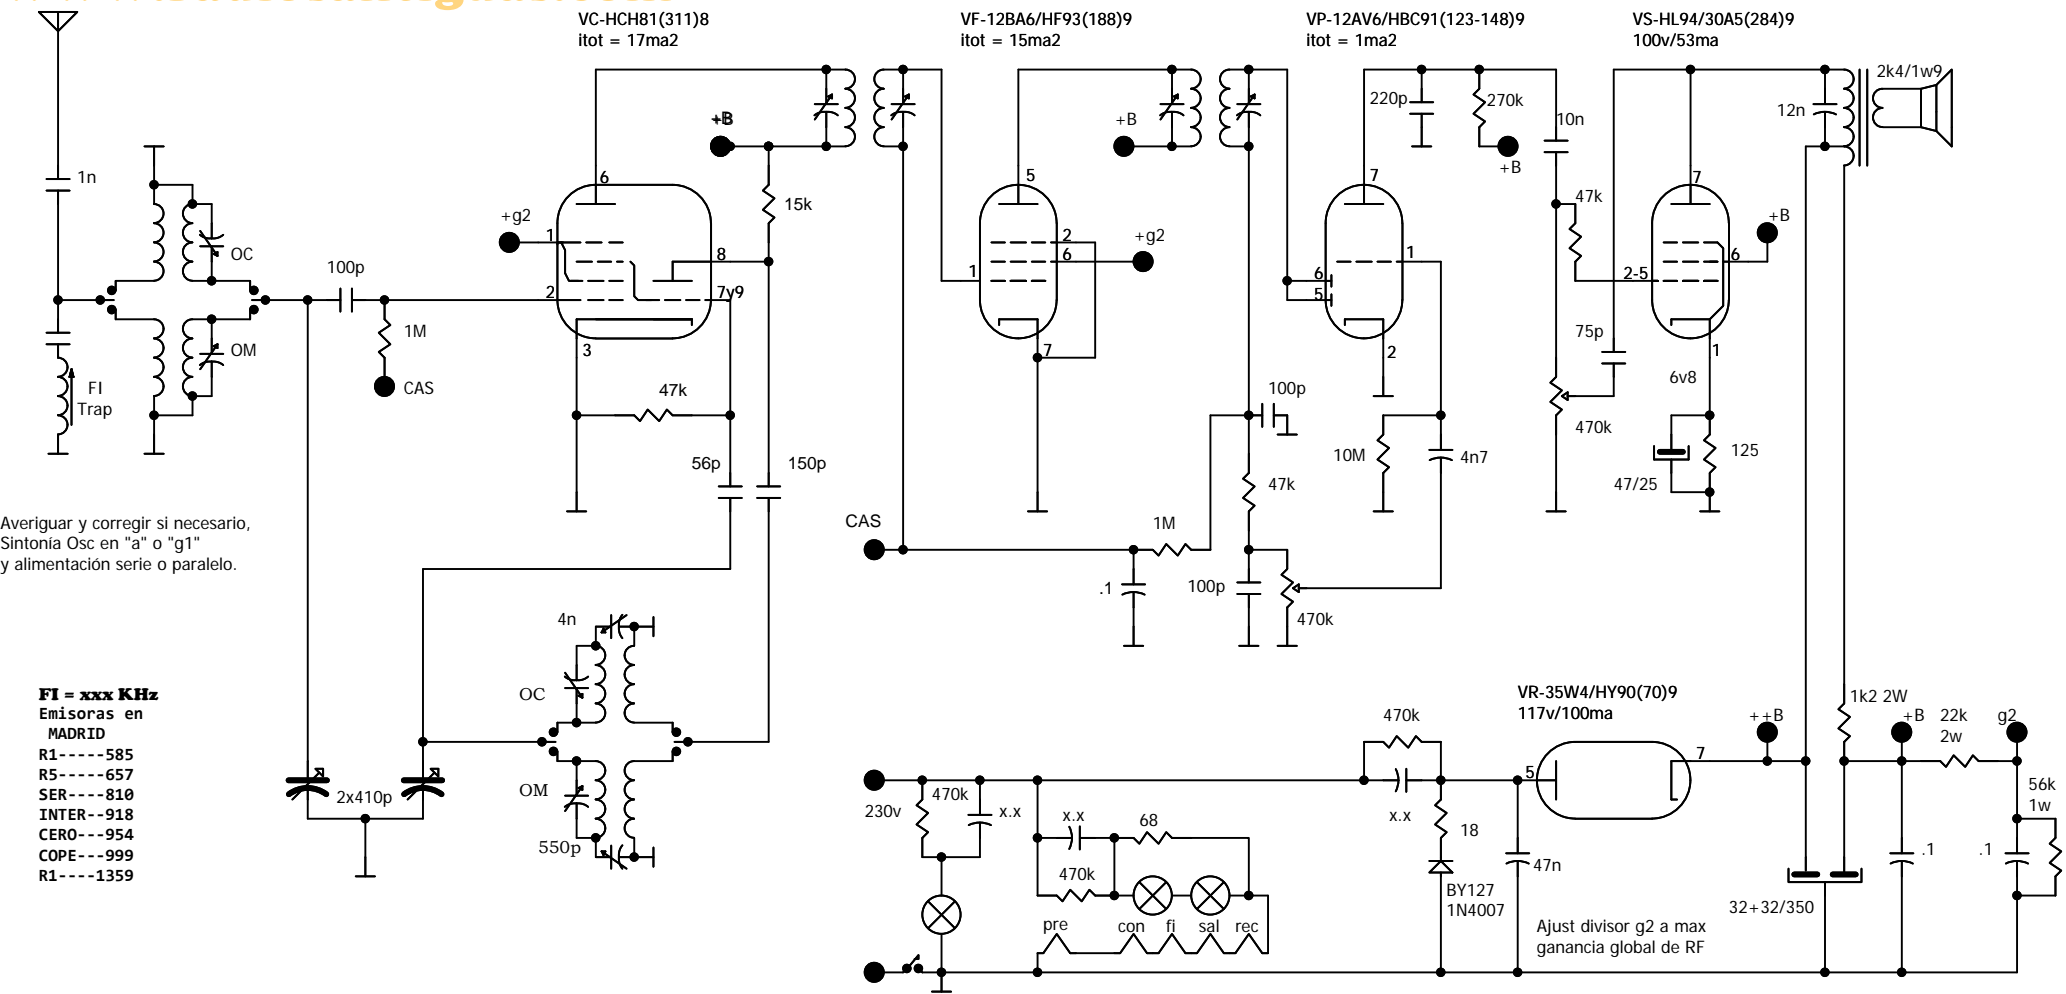 VC-HCH81(311)8
itot = 17ma2
VF-12BA6/HF93(188)9
itot = 15ma2
VP-12AV6/HBC91(123-148)9
itot = 1ma2
VS-HL94/30A5(284)9
100v/53ma
2k4/1w9
220p
270k
12n
+B
+B
10n
+B
1n
6
5
7
7
47k
15k
+g2
1
2
+g2
+B
OC
8
6
1
6
100p
1
6
2-5
2
7y9
5
1M
75p
OM
3
7
2
1
6v8
FI
Trap
CAS
47k
100p
470k
125
56p
150p
10M
4n7
47k
47/25
CAS
1M
Averiguar y corregir si necesario,
Sintonía Osc en "a" o "g1"
y alimentación serie o paralelo.
.1
100p
470k
4n
FI = xxx KHz
Emisoras en
MADRID
R1-----585
R5-----657
SER----810
INTER--918
CERO---954
COPE---999
R1----1359
OC
OM
550p
2x410p
VR-35W4/HY90(70)9
117v/100ma
1k2 2W
470k
++B
+B
22k
2w
g2
7
5
230v
470k
x.x
x.x
68
x.x
18
56k
1w
47n
.1
.1
470k
BY127
1N4007
32+32/350
pre
con
fi
sal
rec
Ajust divisor g2 a max
ganancia global de RF